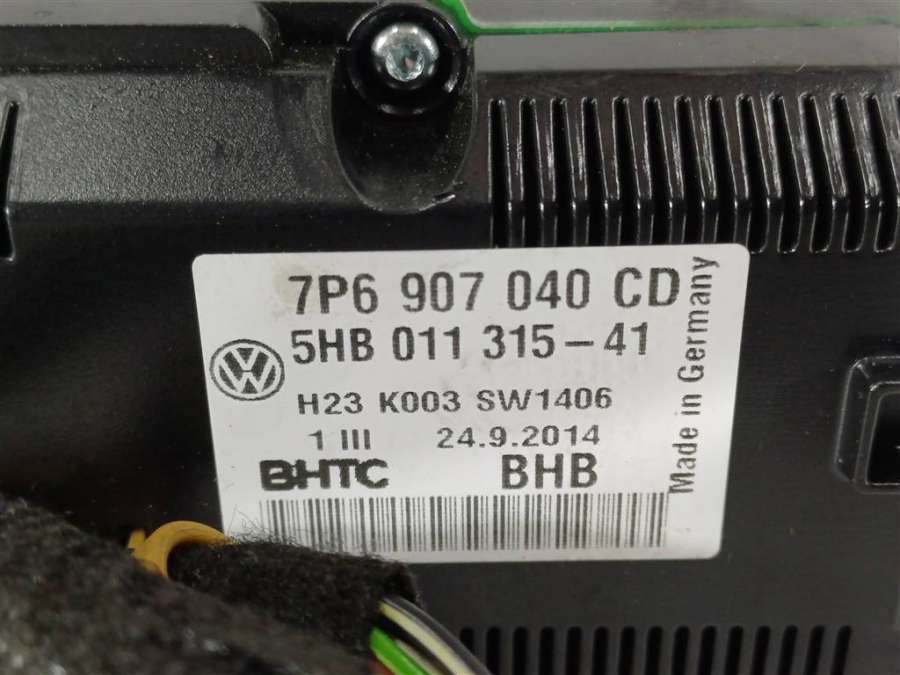 7P6 907 040 CD
5HB 011 315-41
H23 K003 SW1406
1 III 24.9.2014
BHTC BHB
Made in Germany